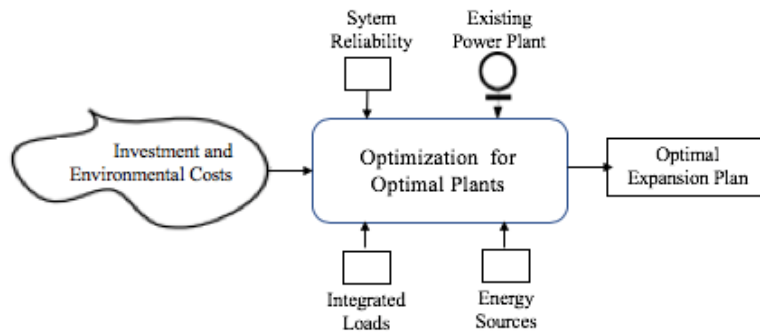 Sytem
Reliability
Existing
Power Plant
Investment and
Environmental Costs
Optimization for
Optimal Plants
Optimal
Expansion Plan
Integrated
Loads
Energy
Sources